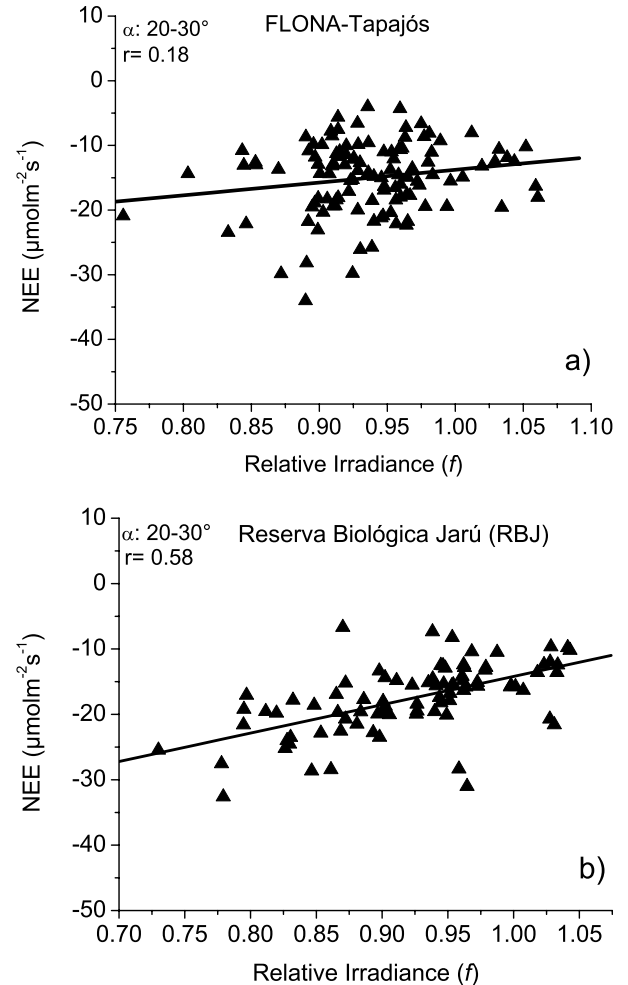 FLONA-Tapajós
α: 20-30°
r= 0.18
10
0
-10
-20
-30
-40
-50
NEE (µmolm⁻²s⁻¹)
a)
0.75 0.80 0.85 0.90 0.95 1.00 1.05 1.10
Relative Irradiance (f)
Reserva Biológica Jarú (RBJ)
α: 20-30°
r= 0.58
10
0
-10
-20
-30
-40
-50
NEE (µmolm⁻²s⁻¹)
b)
0.70 0.75 0.80 0.85 0.90 0.95 1.00 1.05
Relative Irradiance (f)